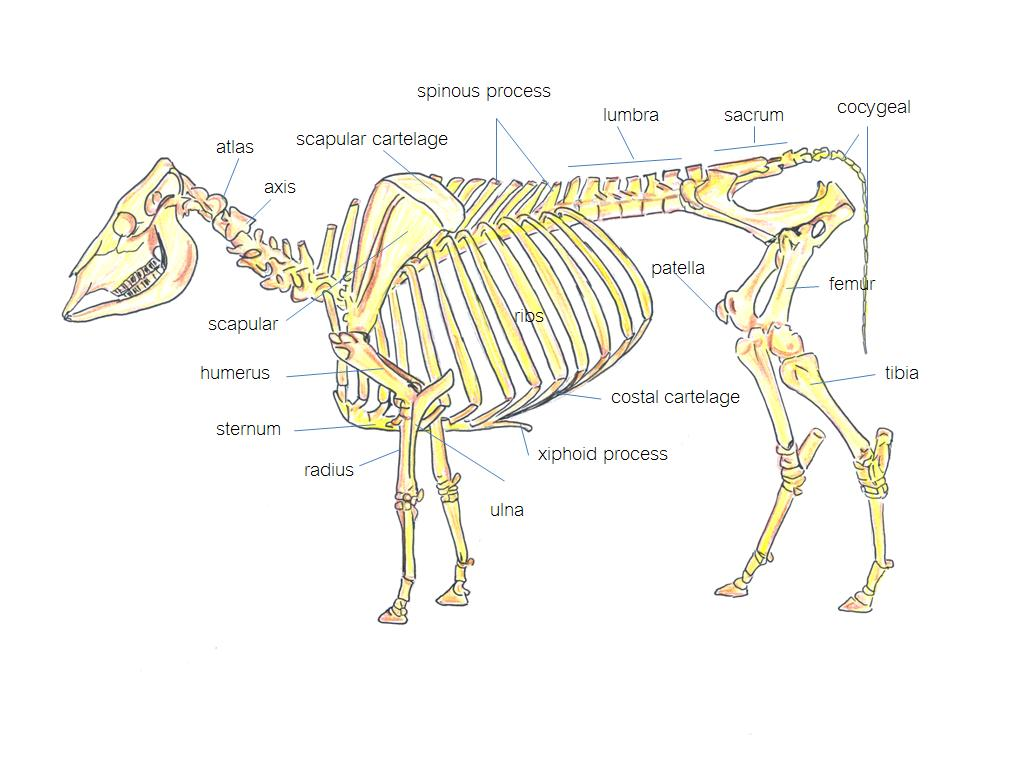 spinous process
lumbra
sacrum
cocygeal
atlas
scapular cartelage
axis
patella
femur
scapular
ribs
humerus
tibia
costal cartelage
sternum
xiphoid process
radius
ulna